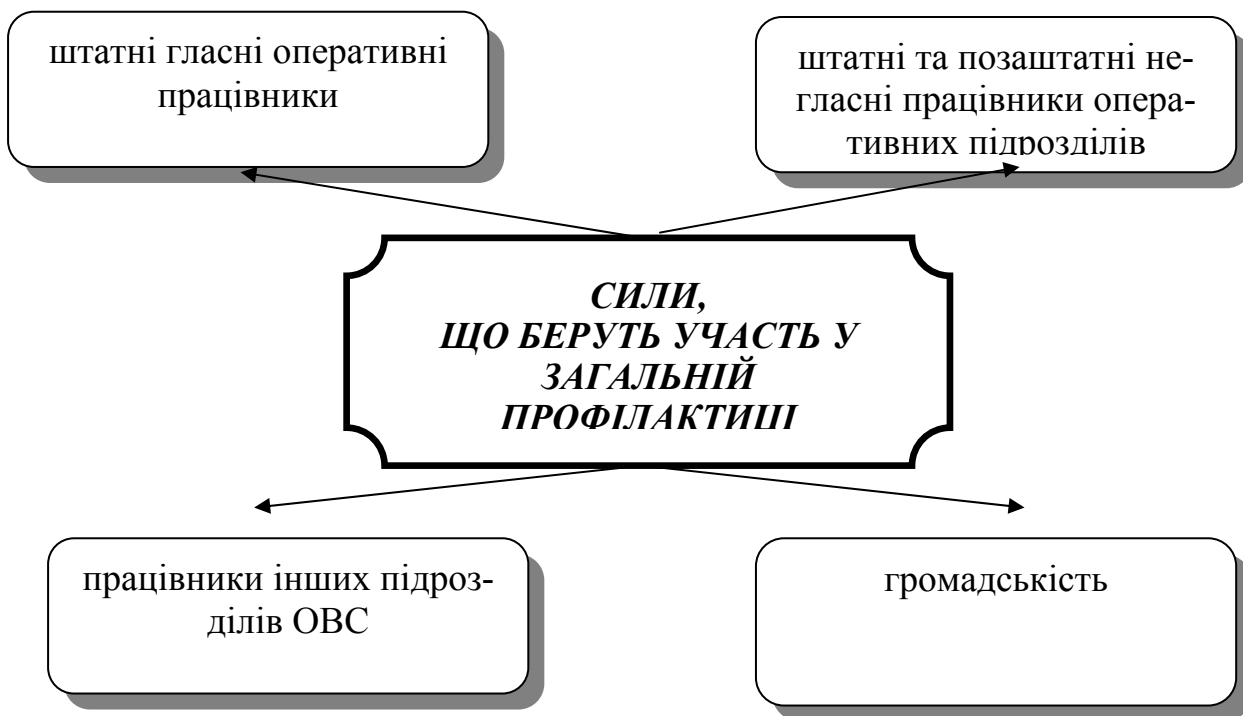 штатні гласні оперативні
працівники
штатні та позаштатні не-
гласні працівники опера-
тивних підрозділів
СИЛИ,
ЩО БЕРУТЬ УЧАСТЬ У
ЗАГАЛЬНІЙ
ПРОФІЛАКТИЦІ
працівники інших підроз-
ділів ОВС
громадськість